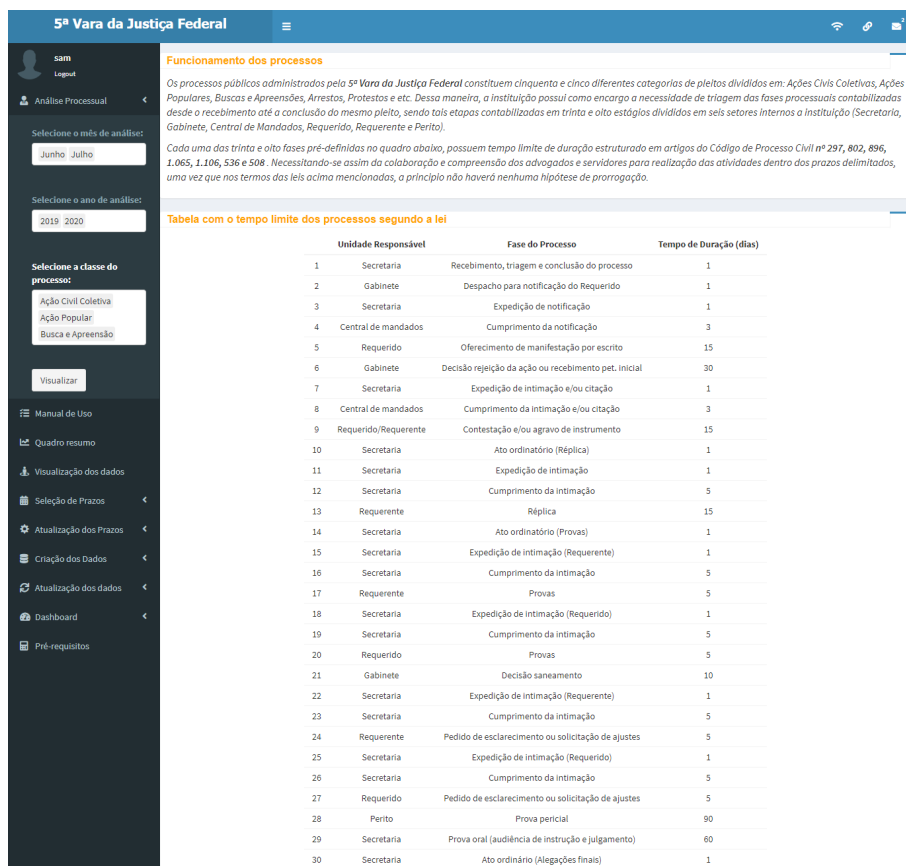 5ª Vara da Justiça Federal
2
sam
Logout
Análise Processual
Selecione o mês de análise:
Junho Julho
Selecione o ano de análise:
2019 2020
Selecione a classe do
processo:
Ação Civil Coletiva
Ação Popular
Busca e Apreensão
Visualizar
Manual de Uso
Quadro resumo
Visualização dos dados
Seleção de Prazos
Atualização dos Prazos
Criação dos Dados
Atualização dos dados
Dashboard
Pré-requisitos
Funcionamento dos processos
Os processos públicos administrados pela 5ª Vara da Justiça Federal constituem cinquenta e cinco diferentes categorias de pleitos divididos em: Ações Civis Coletivas, Ações
Populares, Buscas e Apreensões, Arrestos, Protestos e etc. Dessa maneira, a instituição possui como encargo a necessidade de triagem das fases processuais contabilizadas
desde o recebimento até a conclusão do mesmo pleito, sendo tais etapas contabilizadas em trinta e oito estágios divididos em seis setores internos a instituição (Secretaria,
Gabinete, Central de Mandados, Requerido, Requerente e Perito).
Cada uma das trinta e oito fases pré-definidas no quadro abaixo, possuem tempo limite de duração estruturado em artigos do Código de Processo Civil nº 297, 802, 896,
1.065, 1.106, 536 e 508 . Necessitando-se assim da colaboração e compreensão dos advogados e servidores para realização das atividades dentro dos prazos delimitados,
uma vez que nos termos das leis acima mencionadas, a principio não haverá nenhuma hipótese de prorrogação.
Tabela com o tempo limite dos processos segundo a lei
Unidade Responsável Fase do Processo Tempo de Duração (dias)
1 Secretaria Recebimento, triagem e conclusão do processo 1
2 Gabinete Despacho para notificação do Requerido 1
3 Secretaria Expedição de notificação 1
4 Central de mandados Cumprimento da notificação 3
5 Requerido Oferecimento de manifestação por escrito 15
6 Gabinete Decisão rejeição da ação ou recebimento pet. inicial 30
7 Secretaria Expedição de intimação e/ou citação 1
8 Central de mandados Cumprimento da intimação e/ou citação 3
9 Requerido/Requerente Contestação e/ou agravo de instrumento 15
10 Secretaria Ato ordinatório (Réplica) 1
11 Secretaria Expedição de intimação 1
12 Secretaria Cumprimento da intimação 5
13 Requerente Réplica 15
14 Secretaria Ato ordinatório (Provas) 1
15 Secretaria Expedição de intimação (Requerente) 1
16 Secretaria Cumprimento da intimação 5
17 Requerente Provas 5
18 Secretaria Expedição de intimação (Requerido) 1
19 Secretaria Cumprimento da intimação 5
20 Requerido Provas 5
21 Gabinete Decisão saneamento 10
22 Secretaria Expedição de intimação (Requerente) 1
23 Secretaria Cumprimento da intimação 5
24 Requerente Pedido de esclarecimento ou solicitação de ajustes 5
25 Secretaria Expedição de intimação (Requerido) 1
26 Secretaria Cumprimento da intimação 5
27 Requerido Pedido de esclarecimento ou solicitação de ajustes 5
28 Perito Prova pericial 90
29 Secretaria Prova oral (audiência de instrução e julgamento) 60
30 Secretaria Ato ordinário (Alegações finais) 1